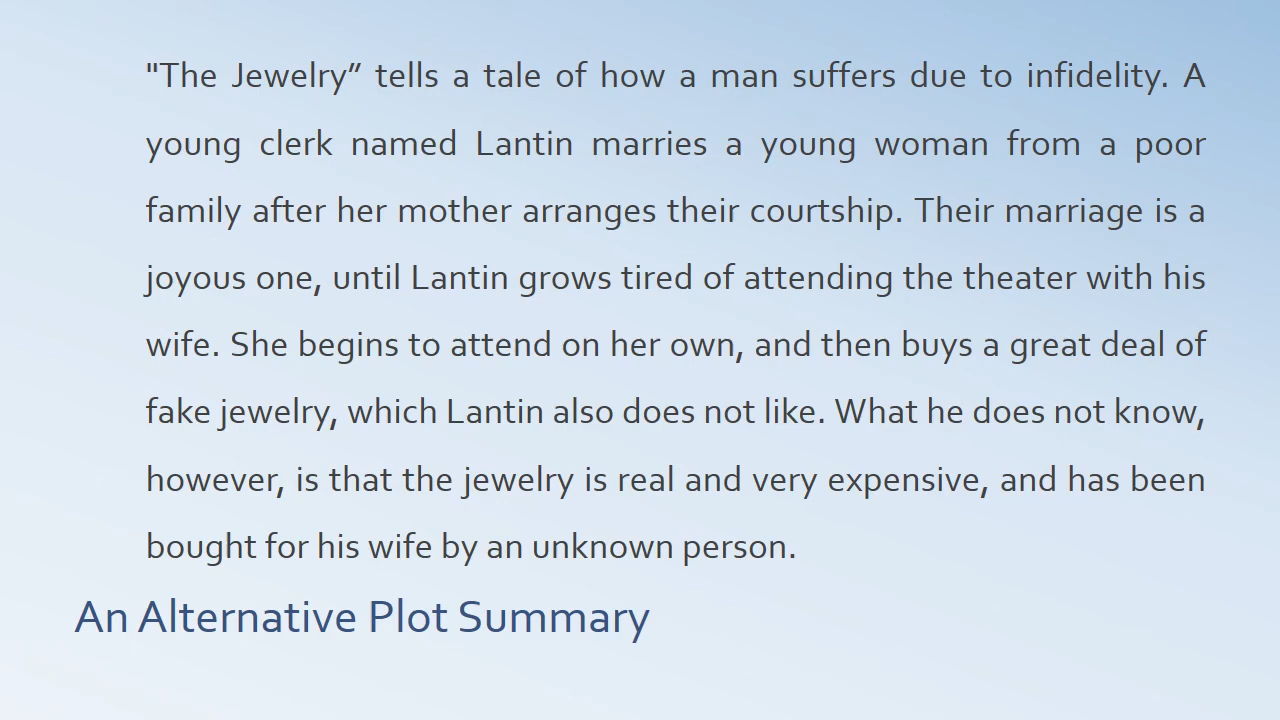 "The Jewelry” tells a tale of how a man suffers due to infidelity. A
young clerk named Lantin marries a young woman from a poor
family after her mother arranges their courtship. Their marriage is a
joyous one, until Lantin grows tired of attending the theater with his
wife. She begins to attend on her own, and then buys a great deal of
fake jewelry, which Lantin also does not like. What he does not know,
however, is that the jewelry is real and very expensive, and has been
bought for his wife by an unknown person.
An Alternative Plot Summary